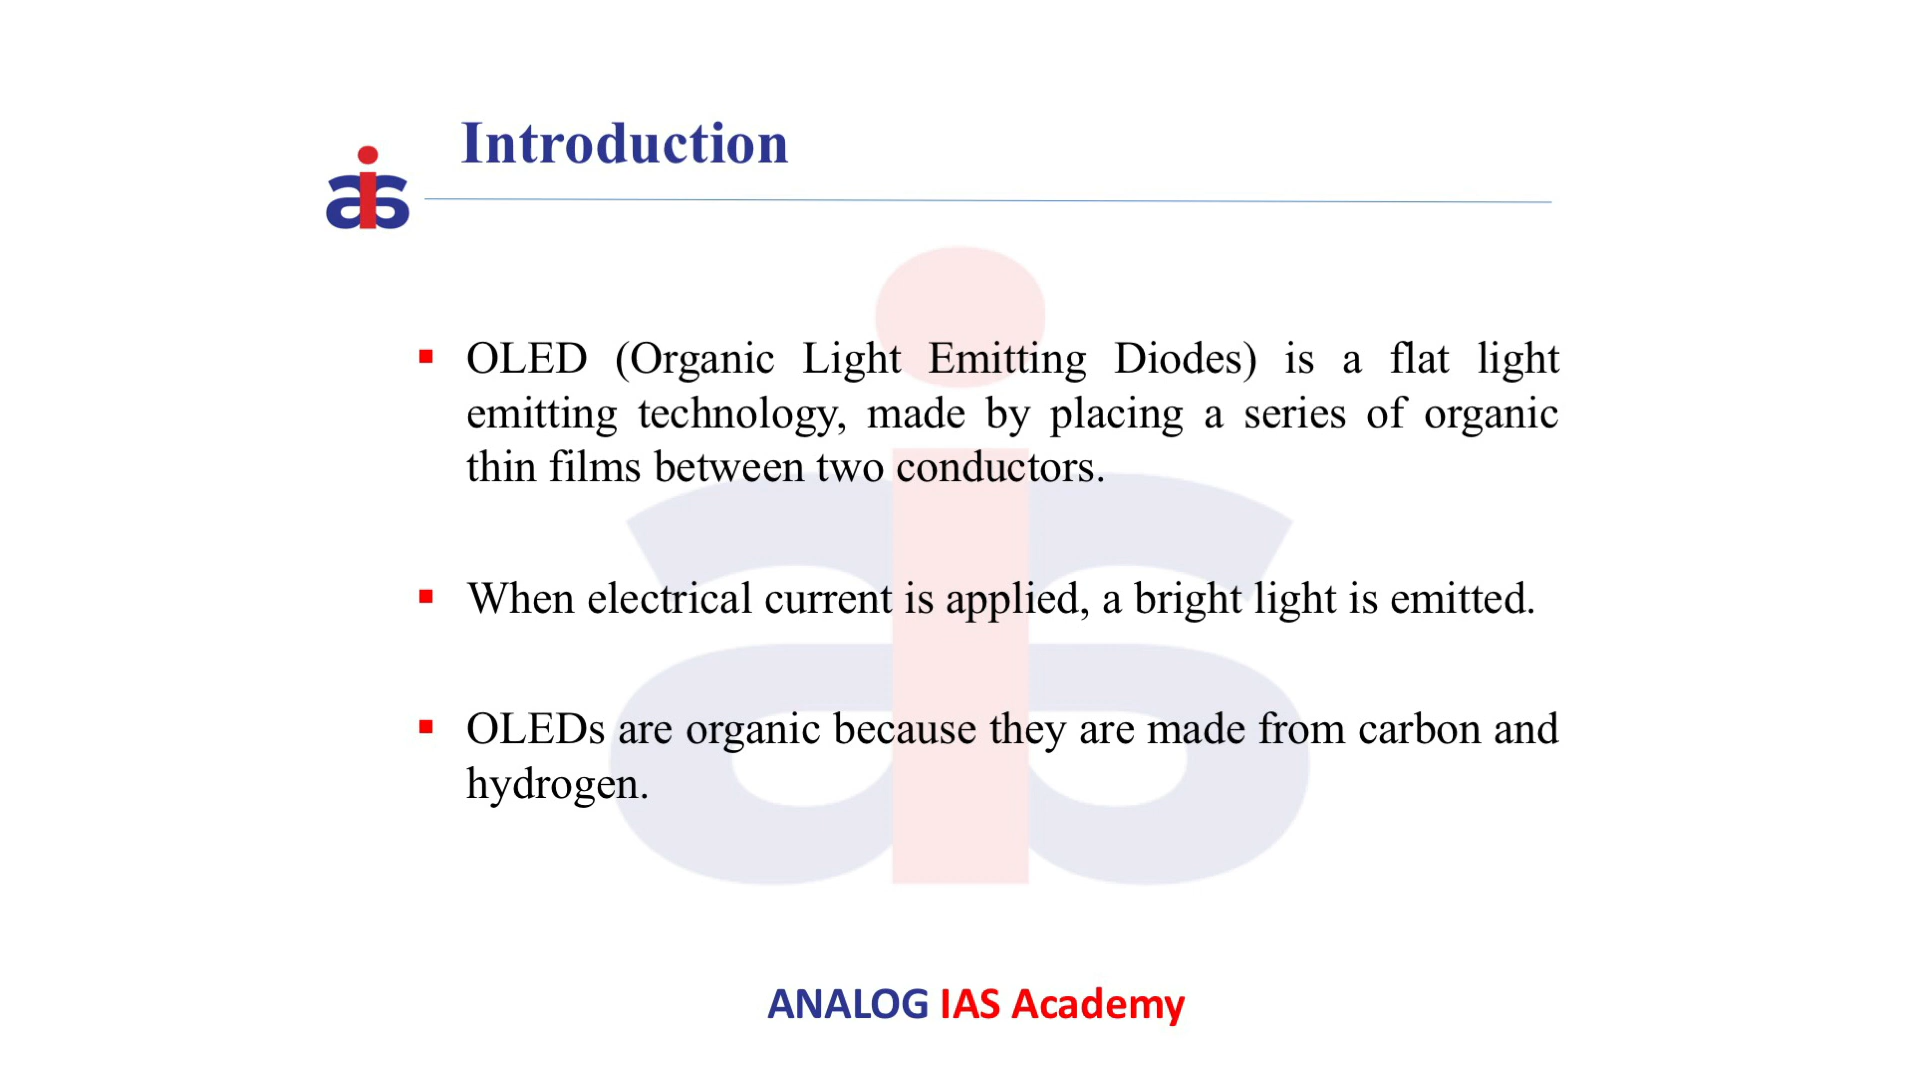 Introduction
ais
▪ OLED (Organic Light Emitting Diodes) is a flat light
emitting technology, made by placing a series of organic
thin films between two conductors.
▪ When electrical current is applied, a bright light is emitted.
▪ OLEDs are organic because they are made from carbon and
hydrogen.
ANALOG IAS Academy